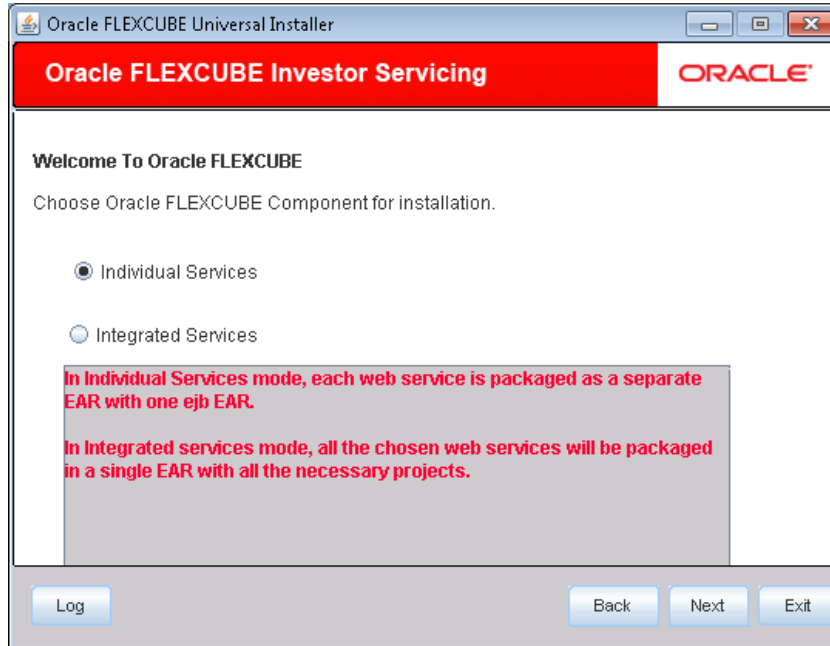 Oracle FLEXCUBE Universal Installer
Oracle FLEXCUBE Investor Servicing
ORACLE
Welcome To Oracle FLEXCUBE
Choose Oracle FLEXCUBE Component for installation.
Individual Services
Integrated Services
In Individual Services mode, each web service is packaged as a separate
EAR with one ejb EAR.
In Integrated services mode, all the chosen web services will be packaged
in a single EAR with all the necessary projects.
Log
Back
Next
Exit